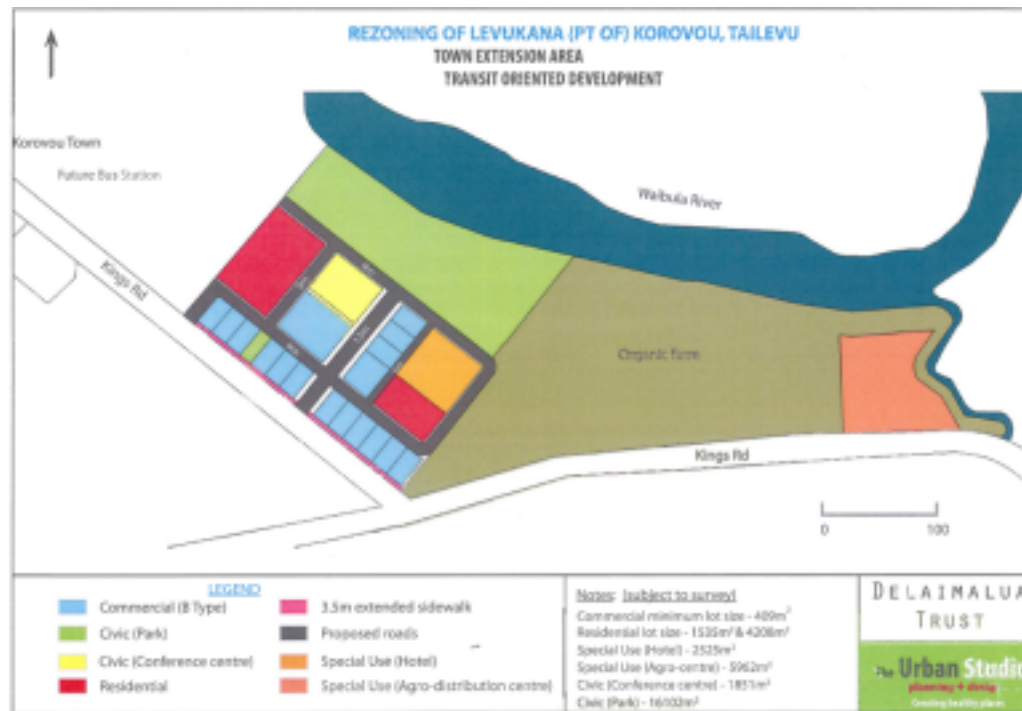 REZONING OF LEVUKANA (PT OF) KOROVOU, TAILEVU
TOWN EXTENSION AREA
TRANSIT ORIENTED DEVELOPMENT
Korovou Town
Future Bus Station
Waibula River
Kings Rd
Organic farm
Kings Rd
0 100
LEGEND
Commercial (B Type)
Civic (Park)
Civic (Conference centre)
Residential
3.5m extended sidewalk
Proposed roads
Special Use (Hotel)
Special Use (Agro-distribution centre)
Notes: (subject to survey)
Commercial minimum lot size - 409m²
Residential lot size - 1535m² & 4208m²
Special Use (Hotel) - 2525m²
Special Use (Agro-centre) - 5962m²
Civic (Conference centre) - 1851m²
Civic (Park) - 16102m²
DELAIMALUA
TRUST
The Urban Studio
planning + desig
Creating healthy places